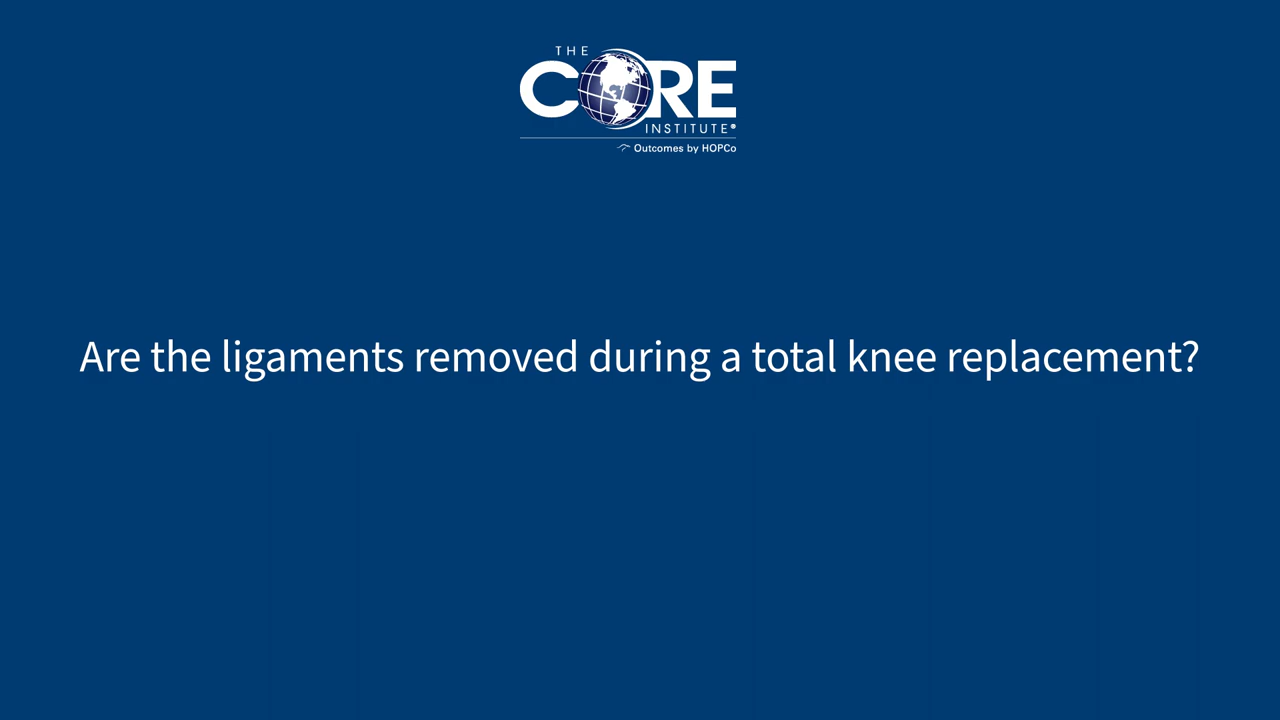 THE
CORE
INSTITUTE®
Outcomes by HOPCo
Are the ligaments removed during a total knee replacement?